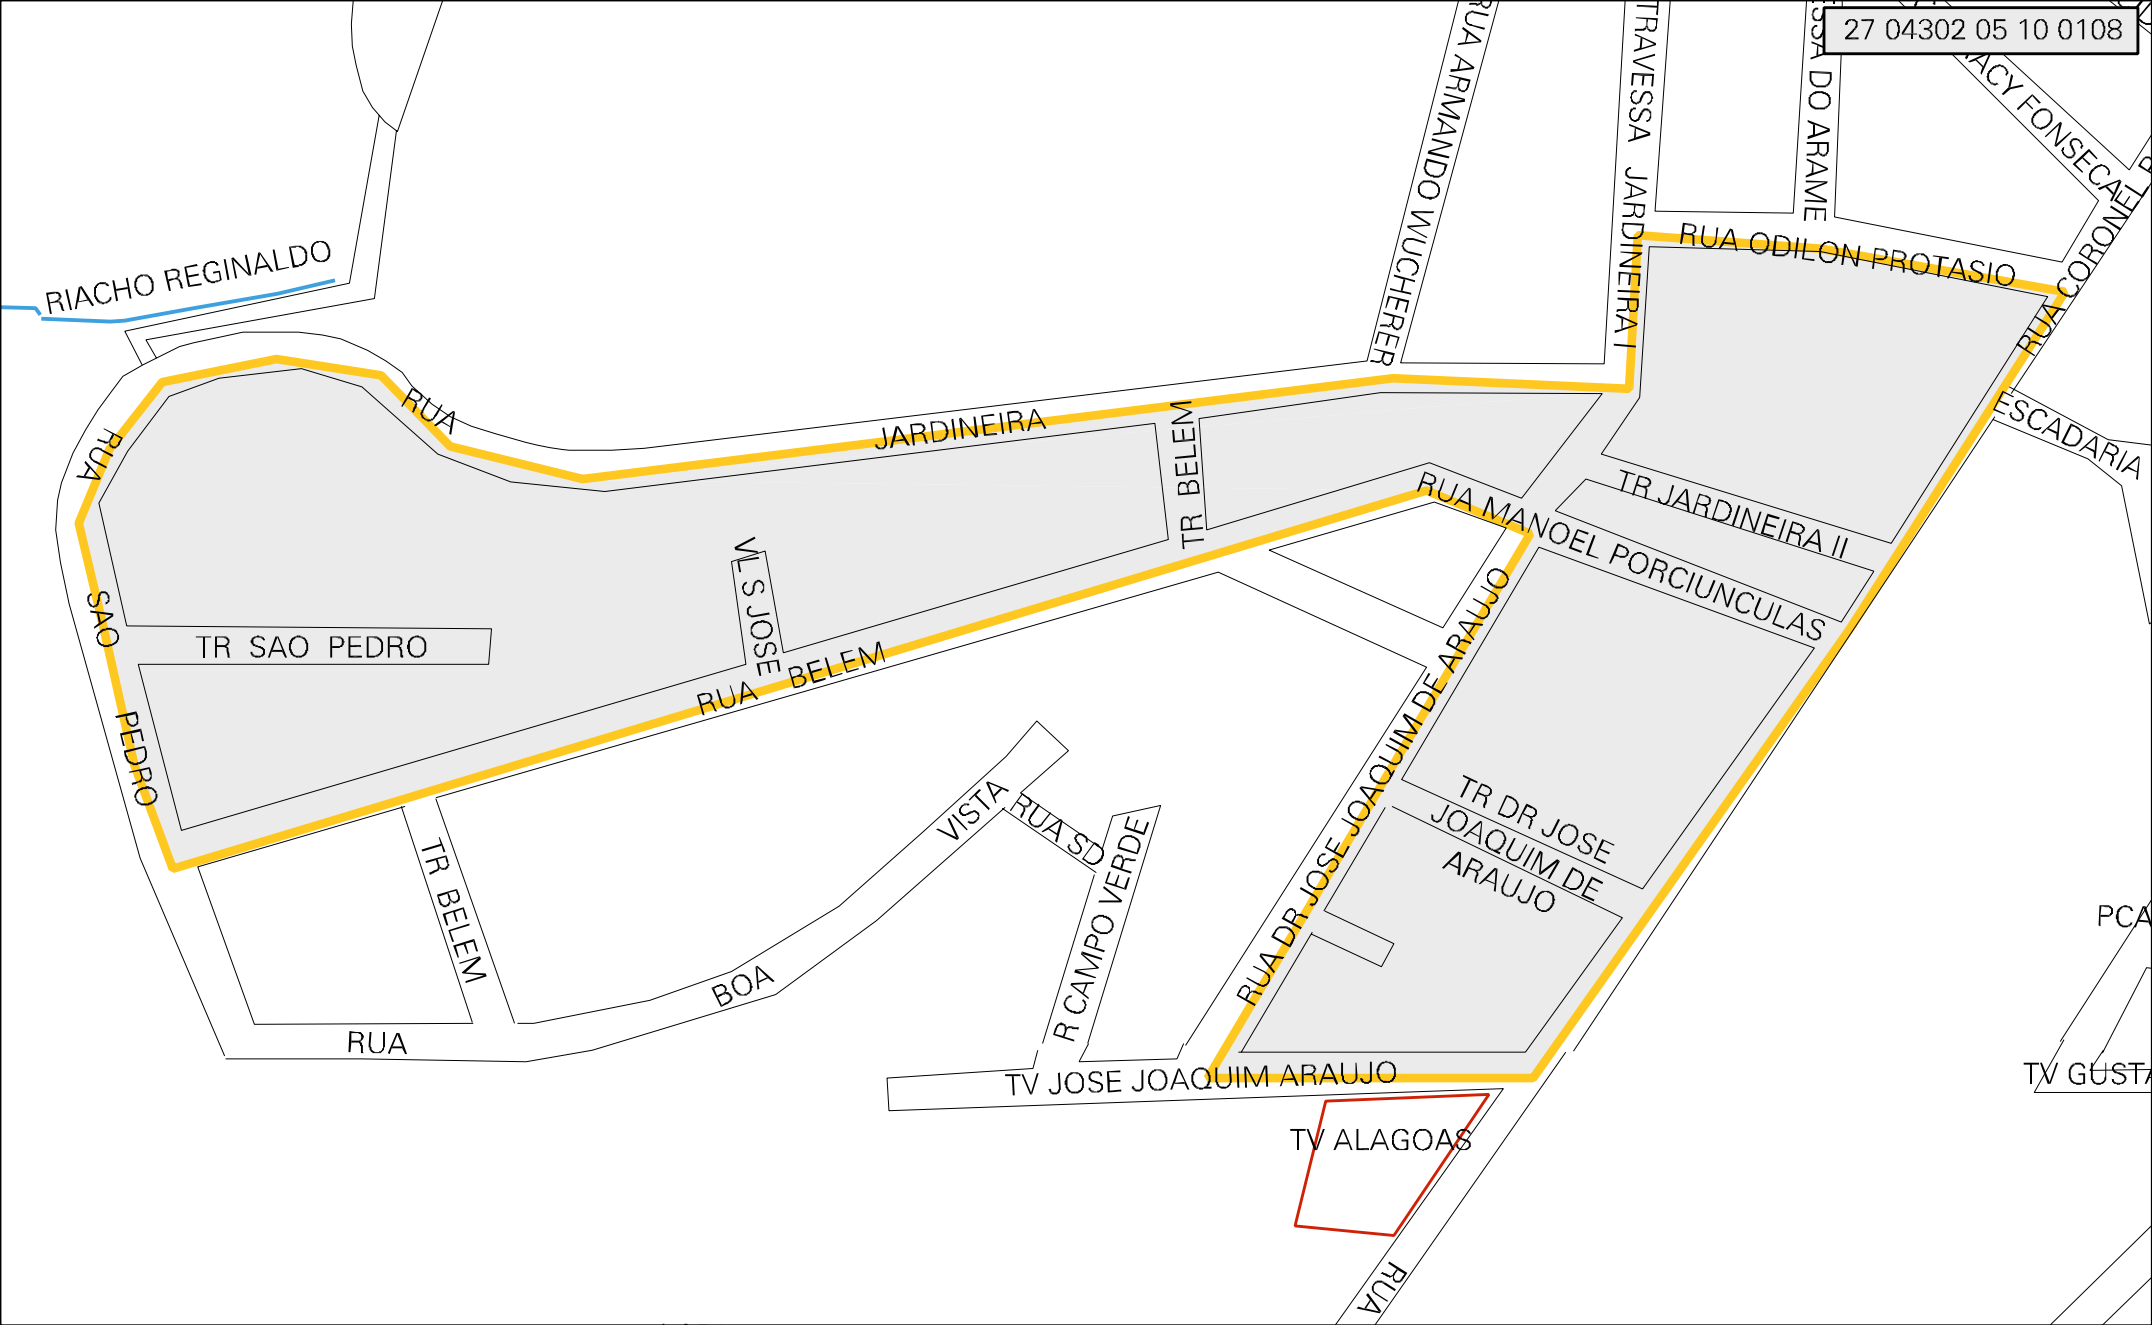 27 04302 05 10 0108
RUA ARMANDO WUCHERER
TRAVESSA JARDINEIRA I
DO ARAME
ACY FONSECA
RUA CORONEL
RIACHO REGINALDO
RUA ODILON PROTASIO
RUA JARDINEIRA
RUA SAO PEDRO
ESCADARIA
TR BELEM
RUA MANOEL PORCIUNCULAS
TR JARDINEIRA II
VL S JOSE
TR SAO PEDRO
RUA BELEM
RUA DR JOSE JOAQUIM DE ARAUJO
TR DR JOSE
JOAQUIM DE
ARAUJO
VISTA
RUA SD
R CAMPO VERDE
TR BELEM
BOA
RUA
PCA
TV JOSE JOAQUIM ARAUJO
TV GUSTA
TV ALAGOAS
RUA